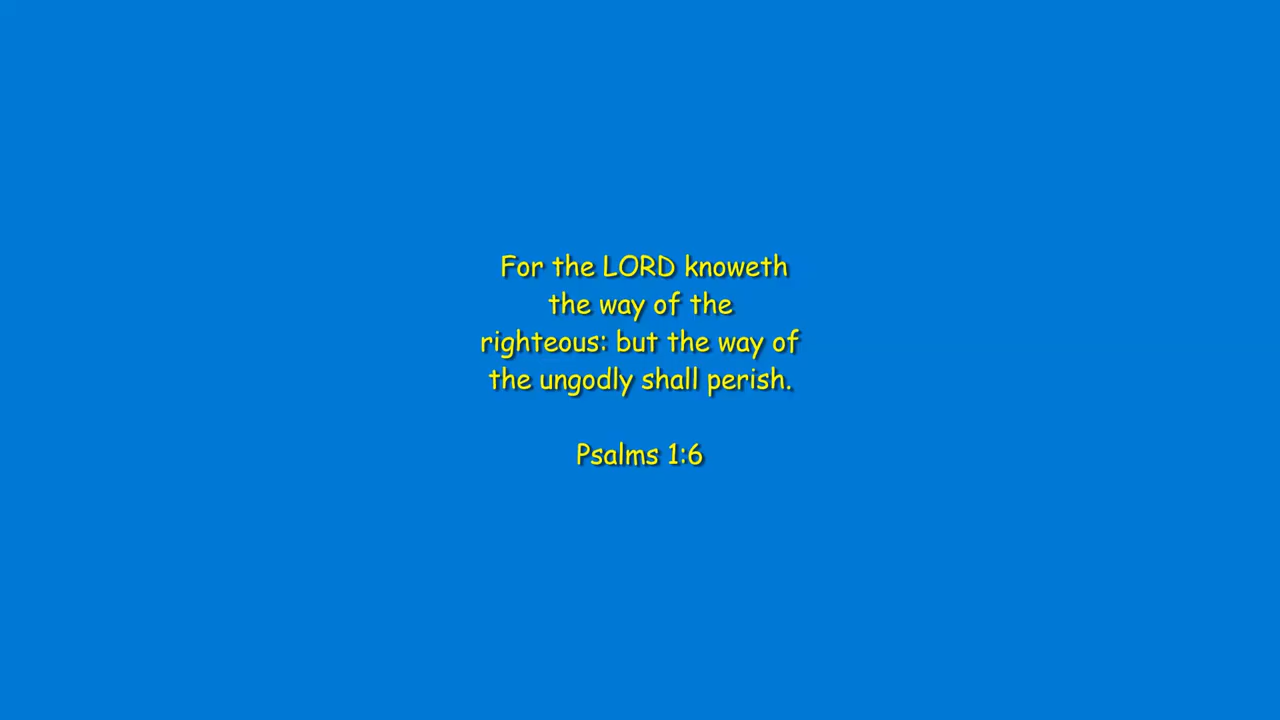 For the LORD knoweth
the way of the
righteous: but the way of
the ungodly shall perish.
Psalms 1:6